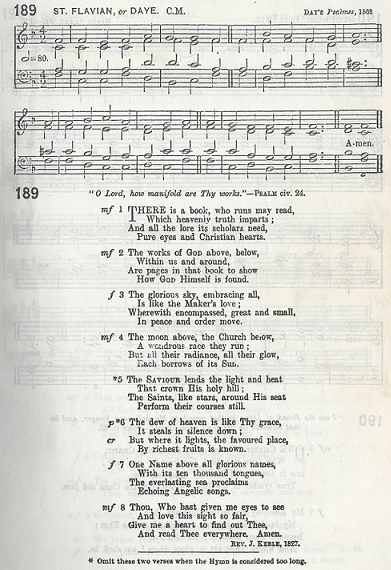 189 ST. FLAVIAN, or DAYE. C.M. DAY'S Psalmes, 1562
=80.
A-men.
189 "O Lord, how manifold are Thy works."—PSALM civ. 24.
mf 1 THERE is a book, who runs may read,
Which heavenly truth imparts;
And all the lore its scholars need,
Pure eyes and Christian hearts.
mf 2 The works of GOD above, below,
Within us and around,
Are pages in that book to show
How GOD Himself is found.
f 3 The glorious sky, embracing all,
Is like the Maker's love;
Wherewith encompassed, great and small,
In peace and order move.
mf 4 The moon above, the Church below,
A wondrous race they run;
But all their radiance, all their glow,
Each borrows of its Sun.
*5 The SAVIOUR lends the light and heat
That crown His holy hill;
The Saints, like stars, around His seat
Perform their courses still.
p*6 The dew of heaven is like Thy grace,
It steals in silence down;
cr But where it lights, the favoured place,
By richest fruits is known.
f 7 One Name above all glorious names,
With its ten thousand tongues,
The everlasting sea proclaims
Echoing Angelic songs.
mf 8 Thou, Who hast given me eyes to see
And love this sight so fair,
Give me a heart to find out Thee,
And read Thee everywhere. Amen.
REV. J. KEBLE, 1827.
* Omit these two verses when the Hymn is considered too long.